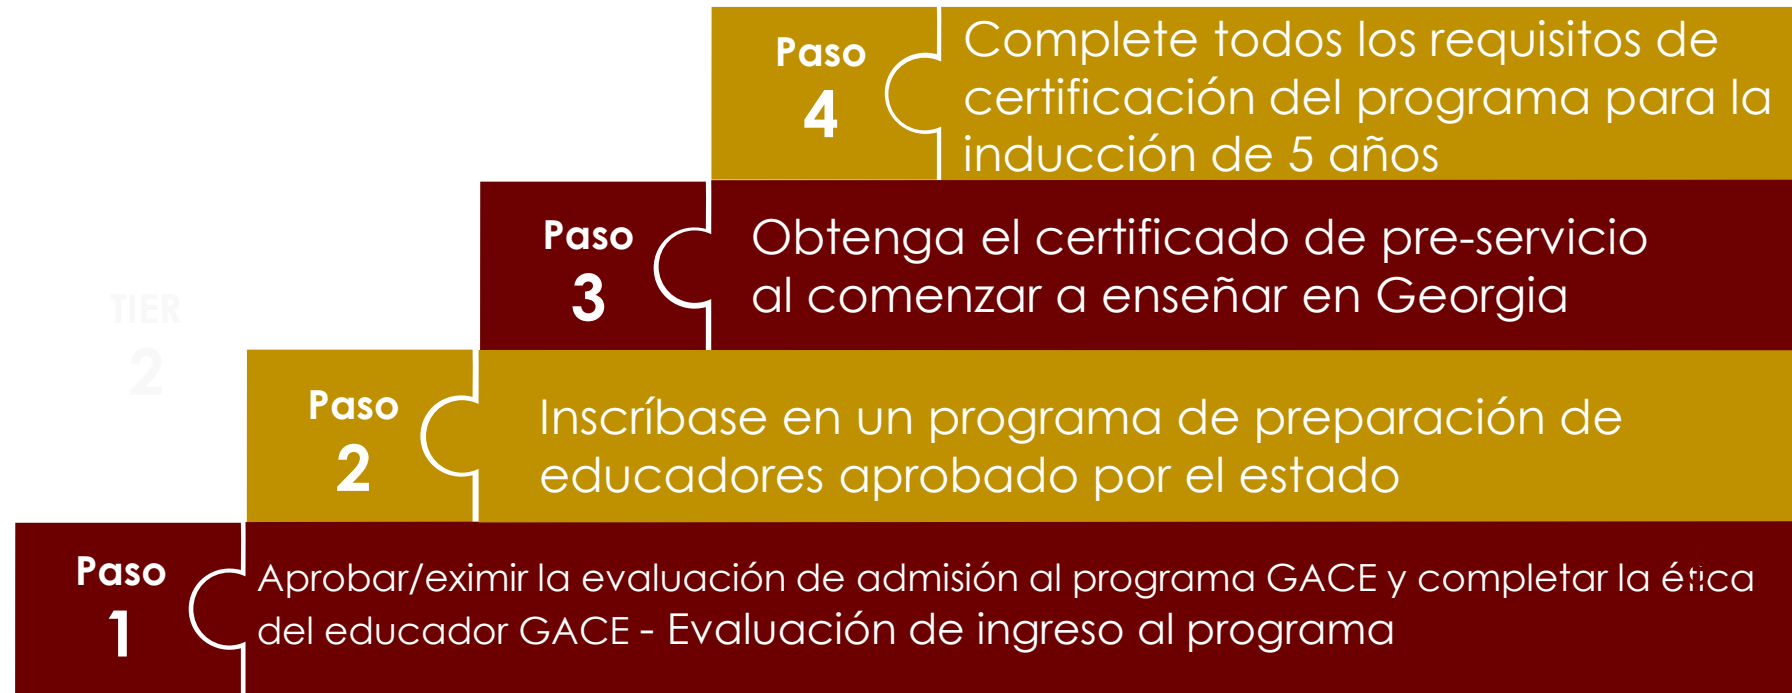 Paso
4
Complete todos los requisitos de
certificación del programa para la
inducción de 5 años
Paso
3
Obtenga el certificado de pre-servicio
al comenzar a enseñar en Georgia
TIER
2
Paso
2
Inscríbase en un programa de preparación de
educadores aprobado por el estado
Paso
1
Aprobar/eximir la evaluación de admisión al programa GACE y completar la ética
del educador GACE - Evaluación de ingreso al programa